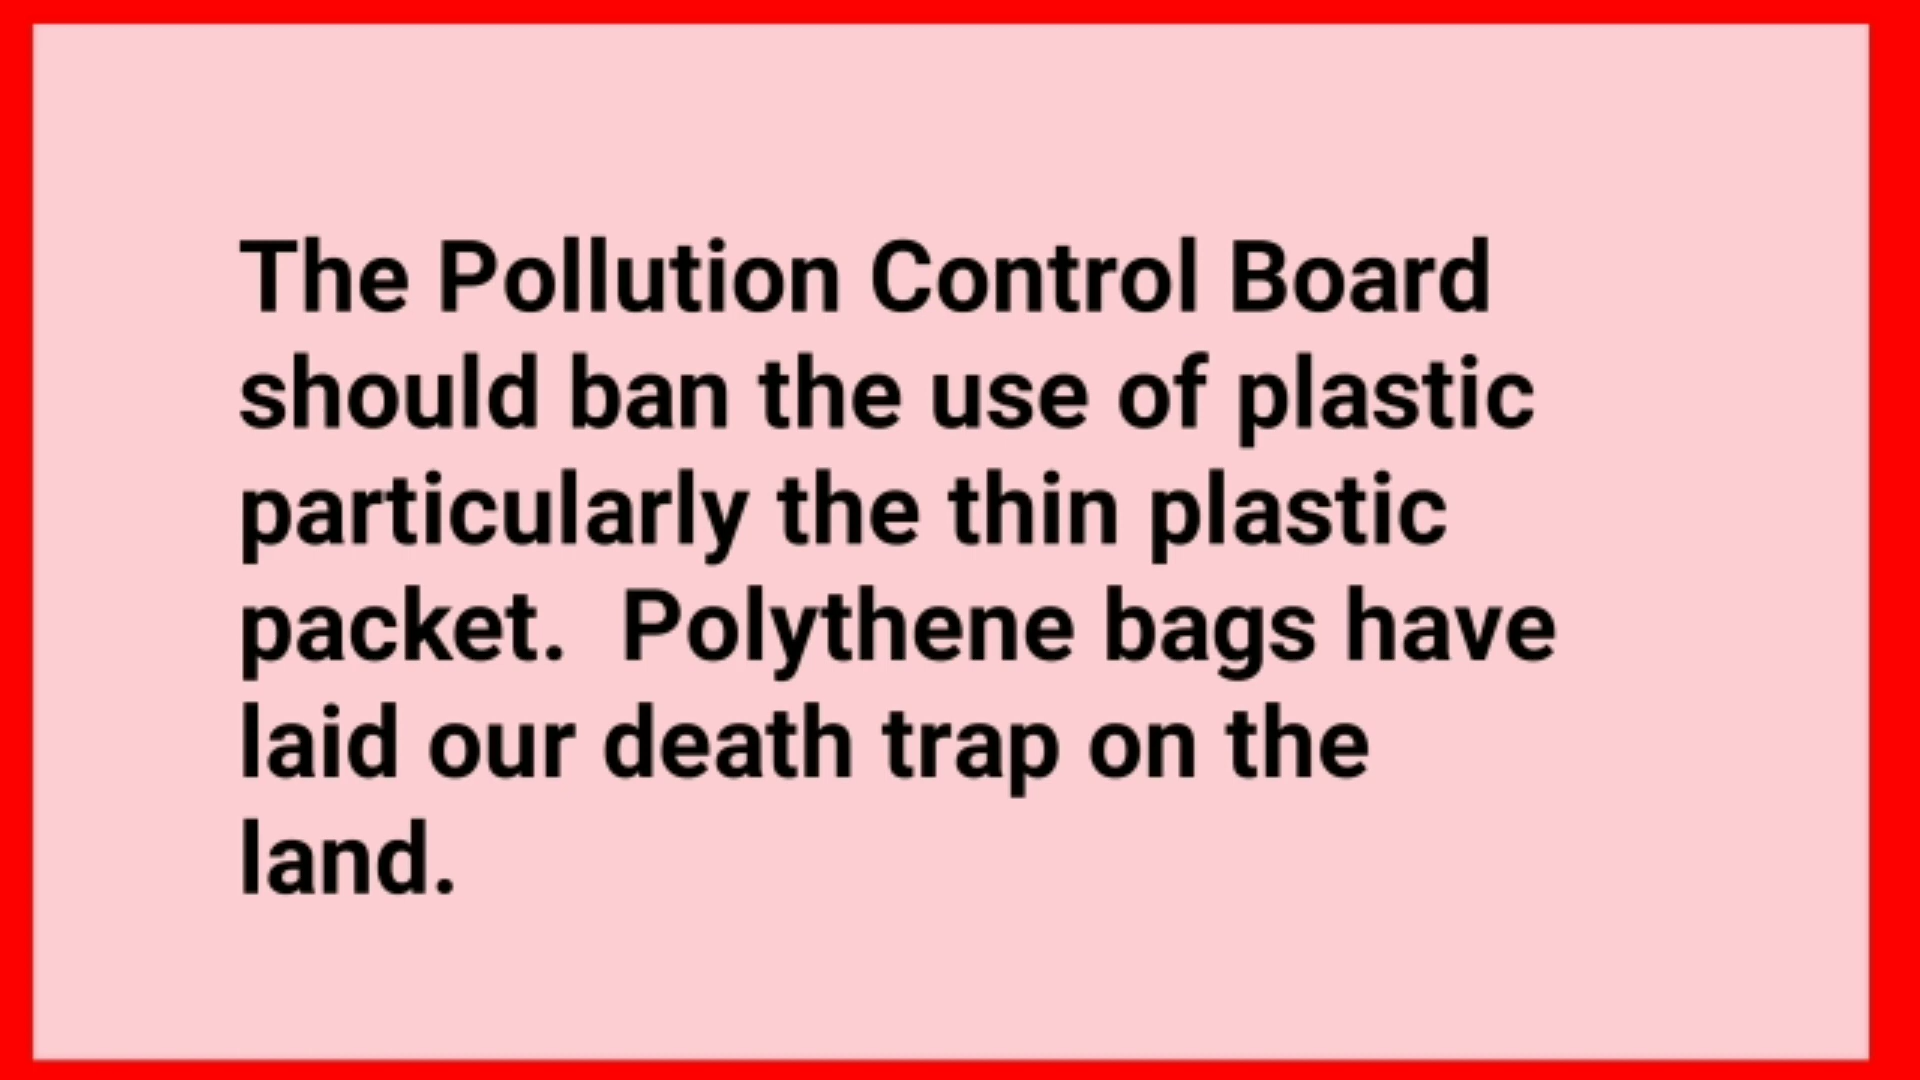 The Pollution Control Board
should ban the use of plastic
particularly the thin plastic
packet.  Polythene bags have
laid our death trap on the
land.